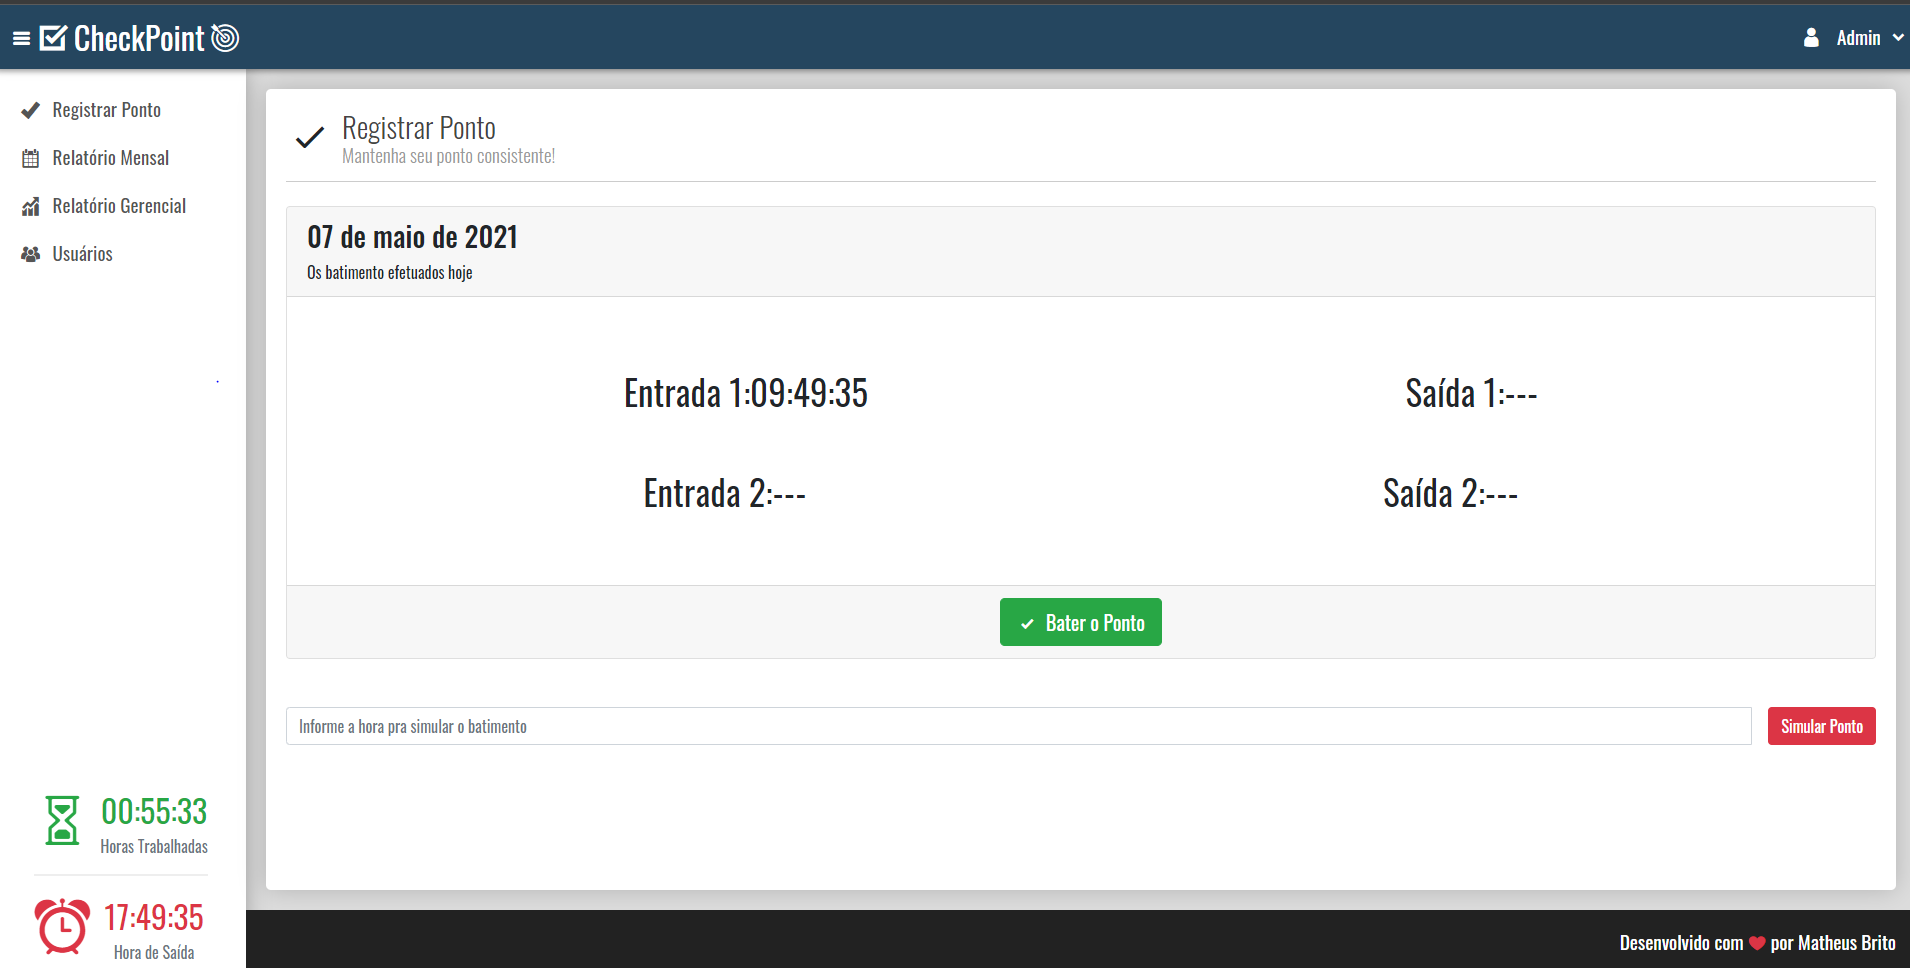 CheckPoint
Admin
Registrar Ponto
Relatório Mensal
Relatório Gerencial
Usuários
Registrar Ponto
Mantenha seu ponto consistente!
07 de maio de 2021
Os batimento efetuados hoje
Entrada 1:09:49:35
Saída 1:---
Entrada 2:---
Saída 2:---
Bater o Ponto
Informe a hora pra simular o batimento
Simular Ponto
00:55:33
Horas Trabalhadas
17:49:35
Hora de Saída
Desenvolvido com ❤ por Matheus Brito